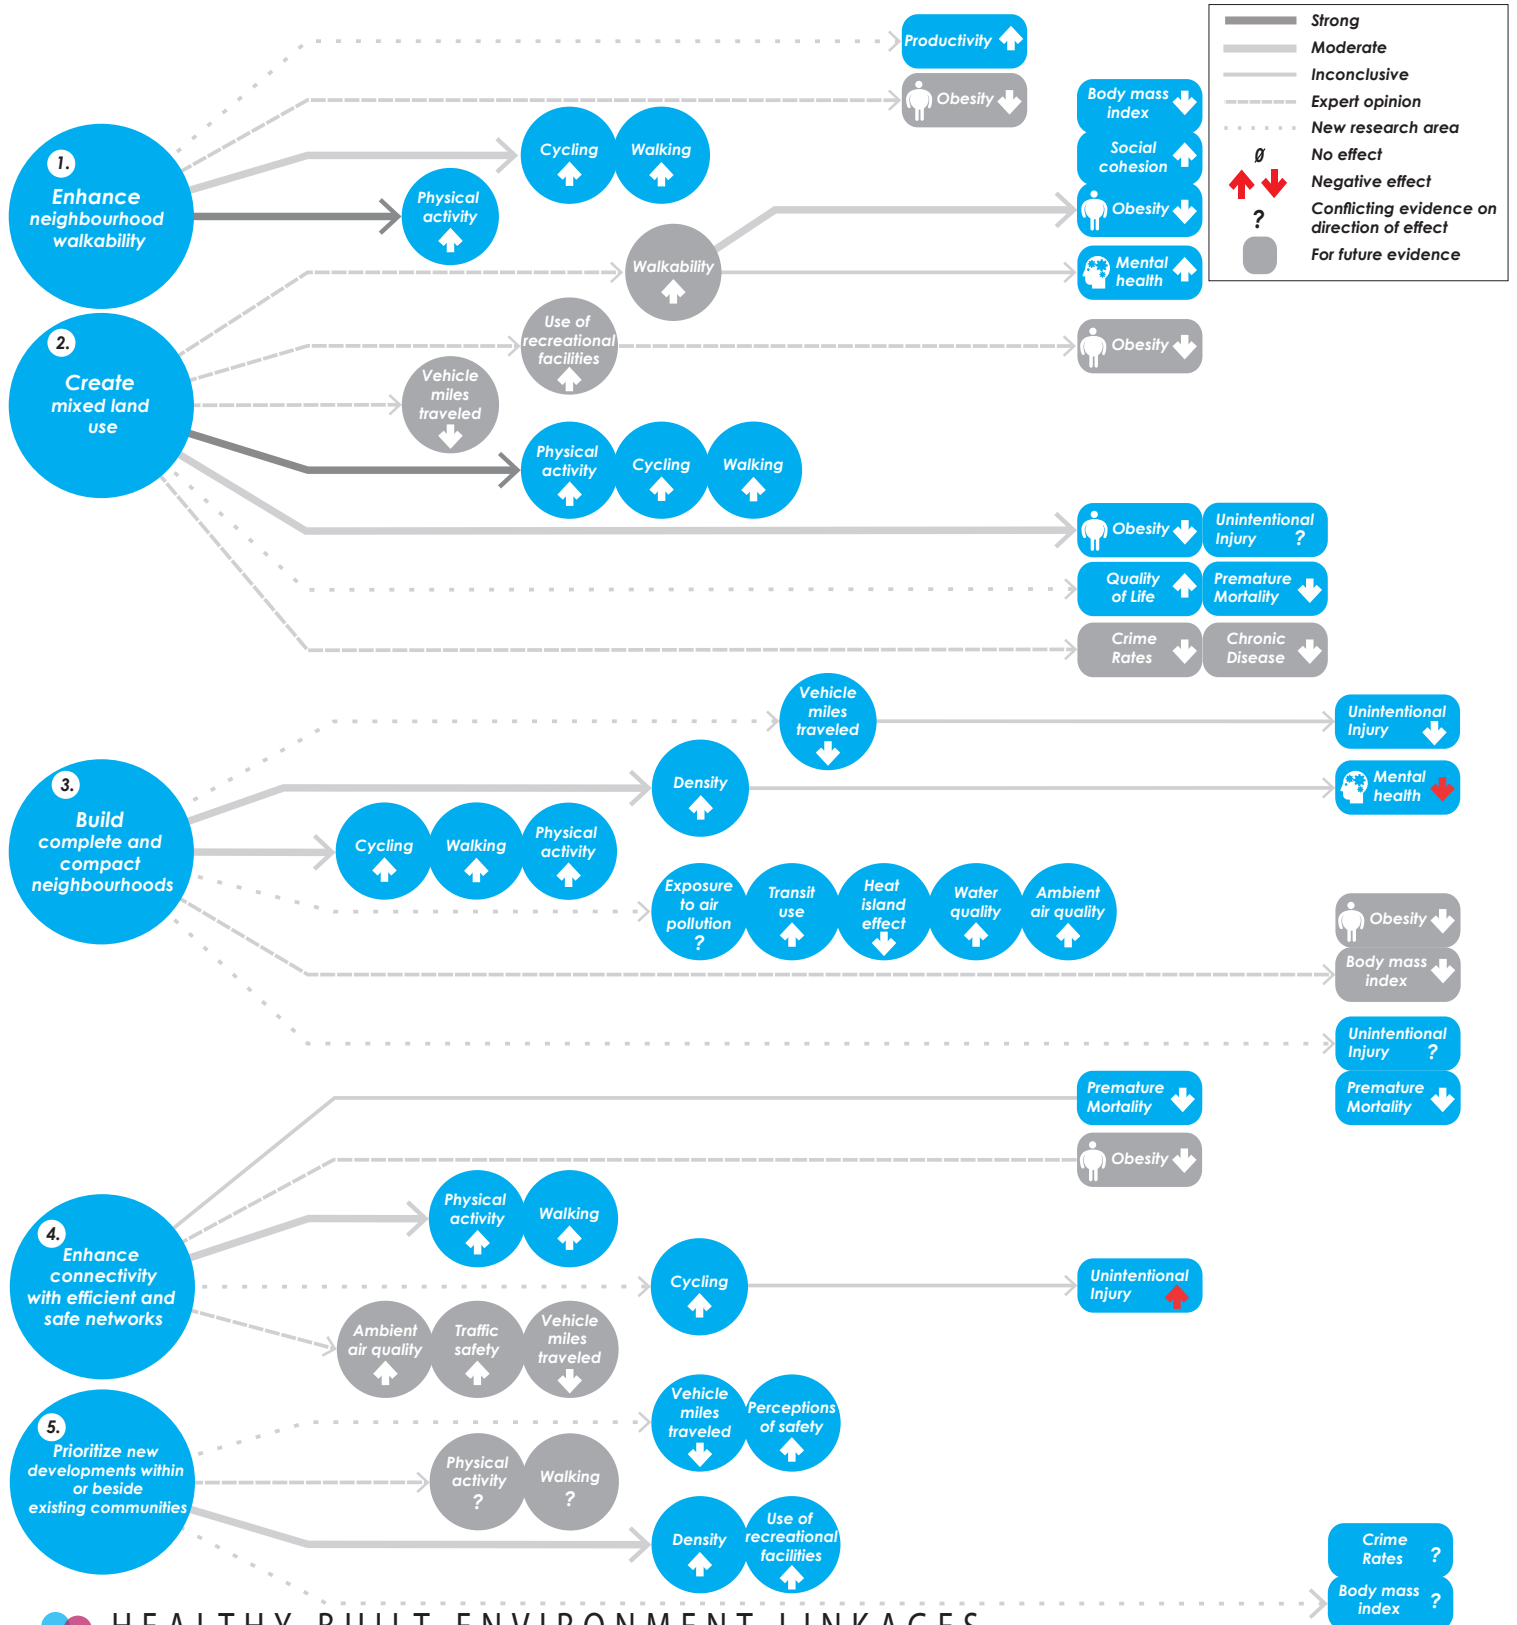 Strong
Moderate
Inconclusive
Expert opinion
New research area
Ø No effect
Negative effect
? Conflicting evidence on
direction of effect
For future evidence
1.
Enhance
neighbourhood
walkability
Productivity
Obesity
Cycling
Walking
Physical
activity
Body mass
index
Social
cohesion
Obesity
Mental
health
Walkability
2.
Create
mixed land
use
Use of
recreational
facilities
Obesity
Vehicle
miles
traveled
Physical
activity
Cycling
Walking
Obesity
Unintentional
Injury ?
Quality
of Life
Premature
Mortality
Crime
Rates
Chronic
Disease
3.
Build
complete and
compact
neighbourhoods
Vehicle
miles
traveled
Unintentional
Injury
Density
Mental
health
Cycling
Walking
Physical
activity
Exposure
to air
pollution
?
Transit
use
Heat
island
effect
Water
quality
Ambient
air quality
Obesity
Body mass
index
Unintentional
Injury ?
Premature
Mortality
4.
Enhance
connectivity
with efficient and
safe networks
Premature
Mortality
Obesity
Physical
activity
Walking
Cycling
Unintentional
Injury
Ambient
air quality
Traffic
safety
Vehicle
miles
traveled
5.
Prioritize new
developments within
or beside
existing communities
Vehicle
miles
traveled
Perceptions
of safety
Physical
activity
?
Walking
?
Density
Use of
recreational
facilities
Crime
Rates ?
Body mass
index ?
HEALTHY BUILT ENVIRONMENT LINKAGES